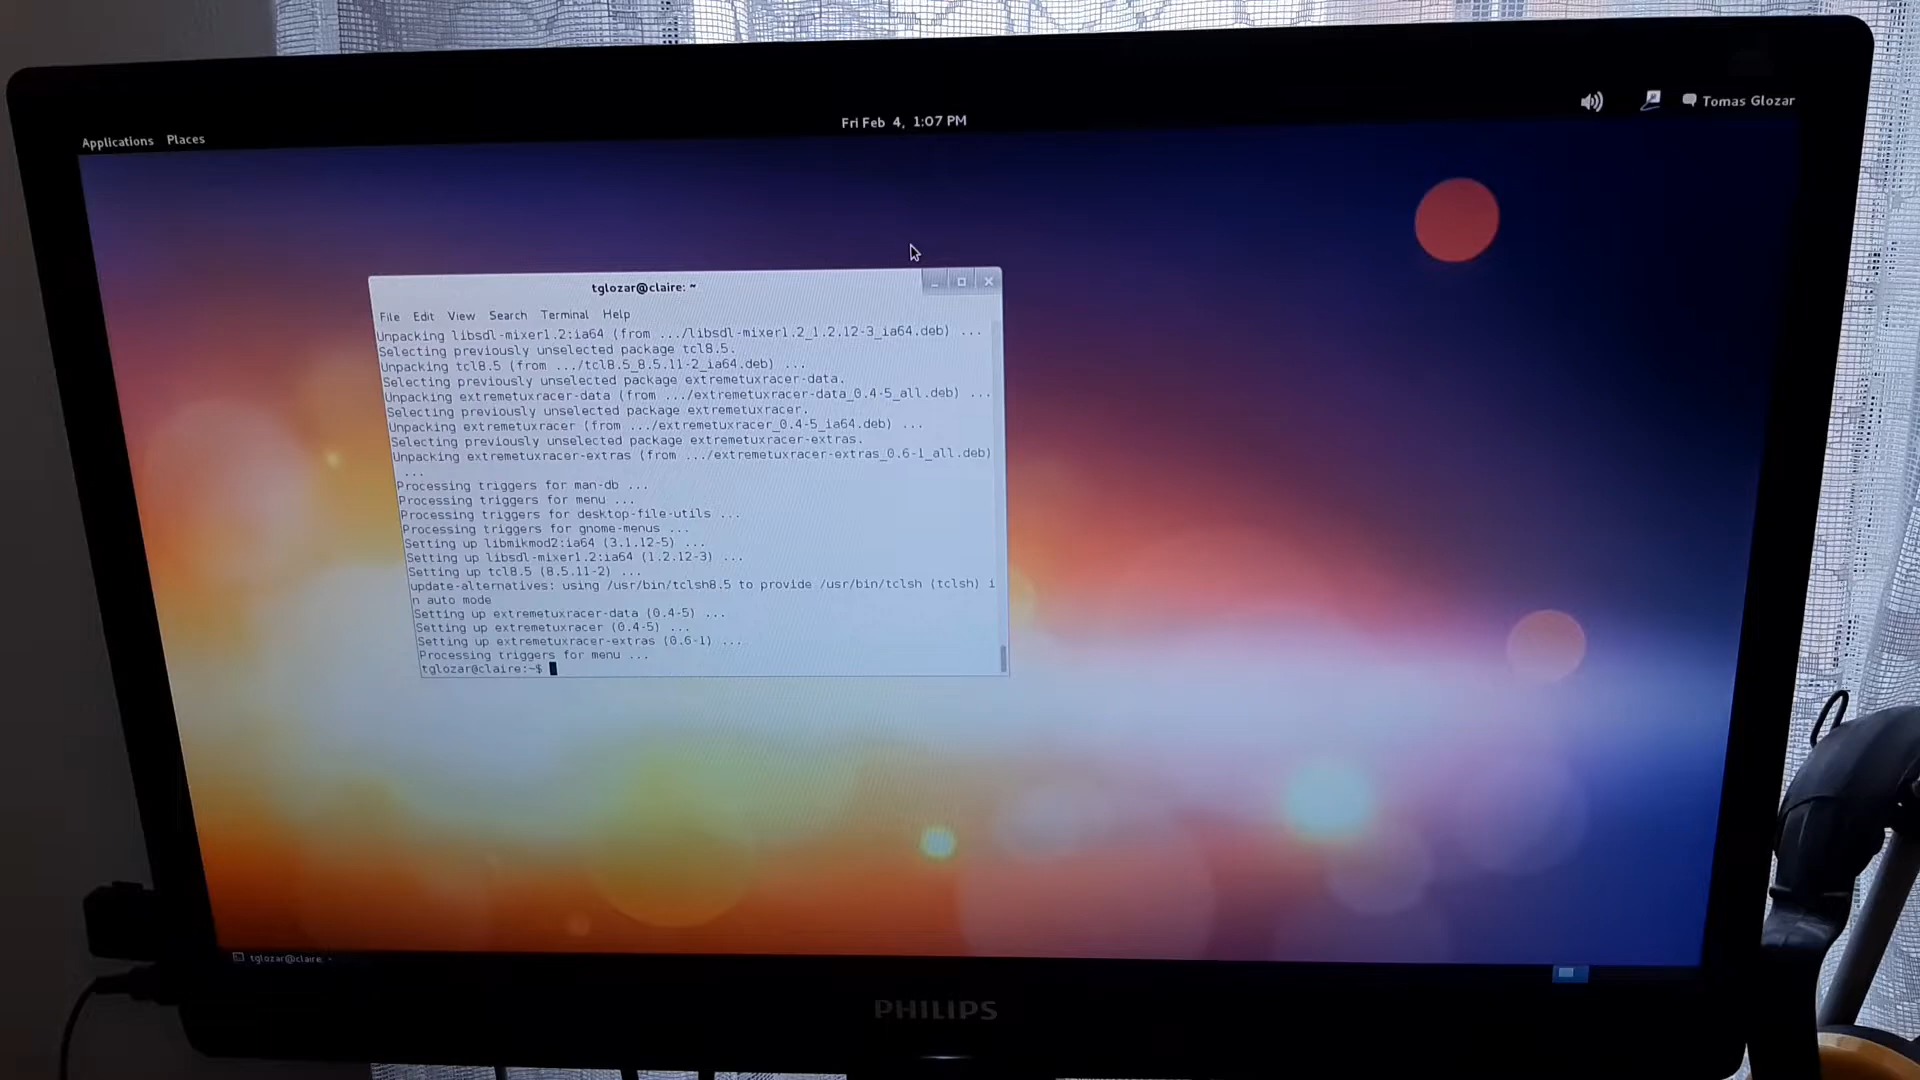 Applications Places
Fri Feb 4, 1:07 PM
Tomas Glozar
tglozar@claire: ~
File Edit View Search Terminal Help
Unpacking libsdl-mixer1.2:ia64 (from .../libsdl-mixer1.2_1.2.12-3_ia64.deb) ...
Selecting previously unselected package tcl8.5.
Unpacking tcl8.5 (from .../tcl8.5_8.5.11-2_ia64.deb) ...
Selecting previously unselected package extremetuxracer-data.
Unpacking extremetuxracer-data (from .../extremetuxracer-data_0.4-5_all.deb) ...
Selecting previously unselected package extremetuxracer.
Unpacking extremetuxracer (from .../extremetuxracer_0.4-5_ia64.deb) ...
Selecting previously unselected package extremetuxracer-extras.
Unpacking extremetuxracer-extras (from .../extremetuxracer-extras_0.6-1_all.deb)
...
Processing triggers for man-db ...
Processing triggers for menu ...
Processing triggers for desktop-file-utils ...
Processing triggers for gnome-menus ...
Setting up libmikmod2:ia64 (3.1.12-5) ...
Setting up libsdl-mixer1.2:ia64 (1.2.12-3) ...
Setting up tcl8.5 (8.5.11-2) ...
update-alternatives: using /usr/bin/tclsh8.5 to provide /usr/bin/tclsh (tclsh) i
n auto mode
Setting up extremetuxracer-data (0.4-5) ...
Setting up extremetuxracer (0.4-5) ...
Setting up extremetuxracer-extras (0.6-1) ...
Processing triggers for menu ...
tglozar@claire:~$
tglozar@claire: ~
PHILIPS